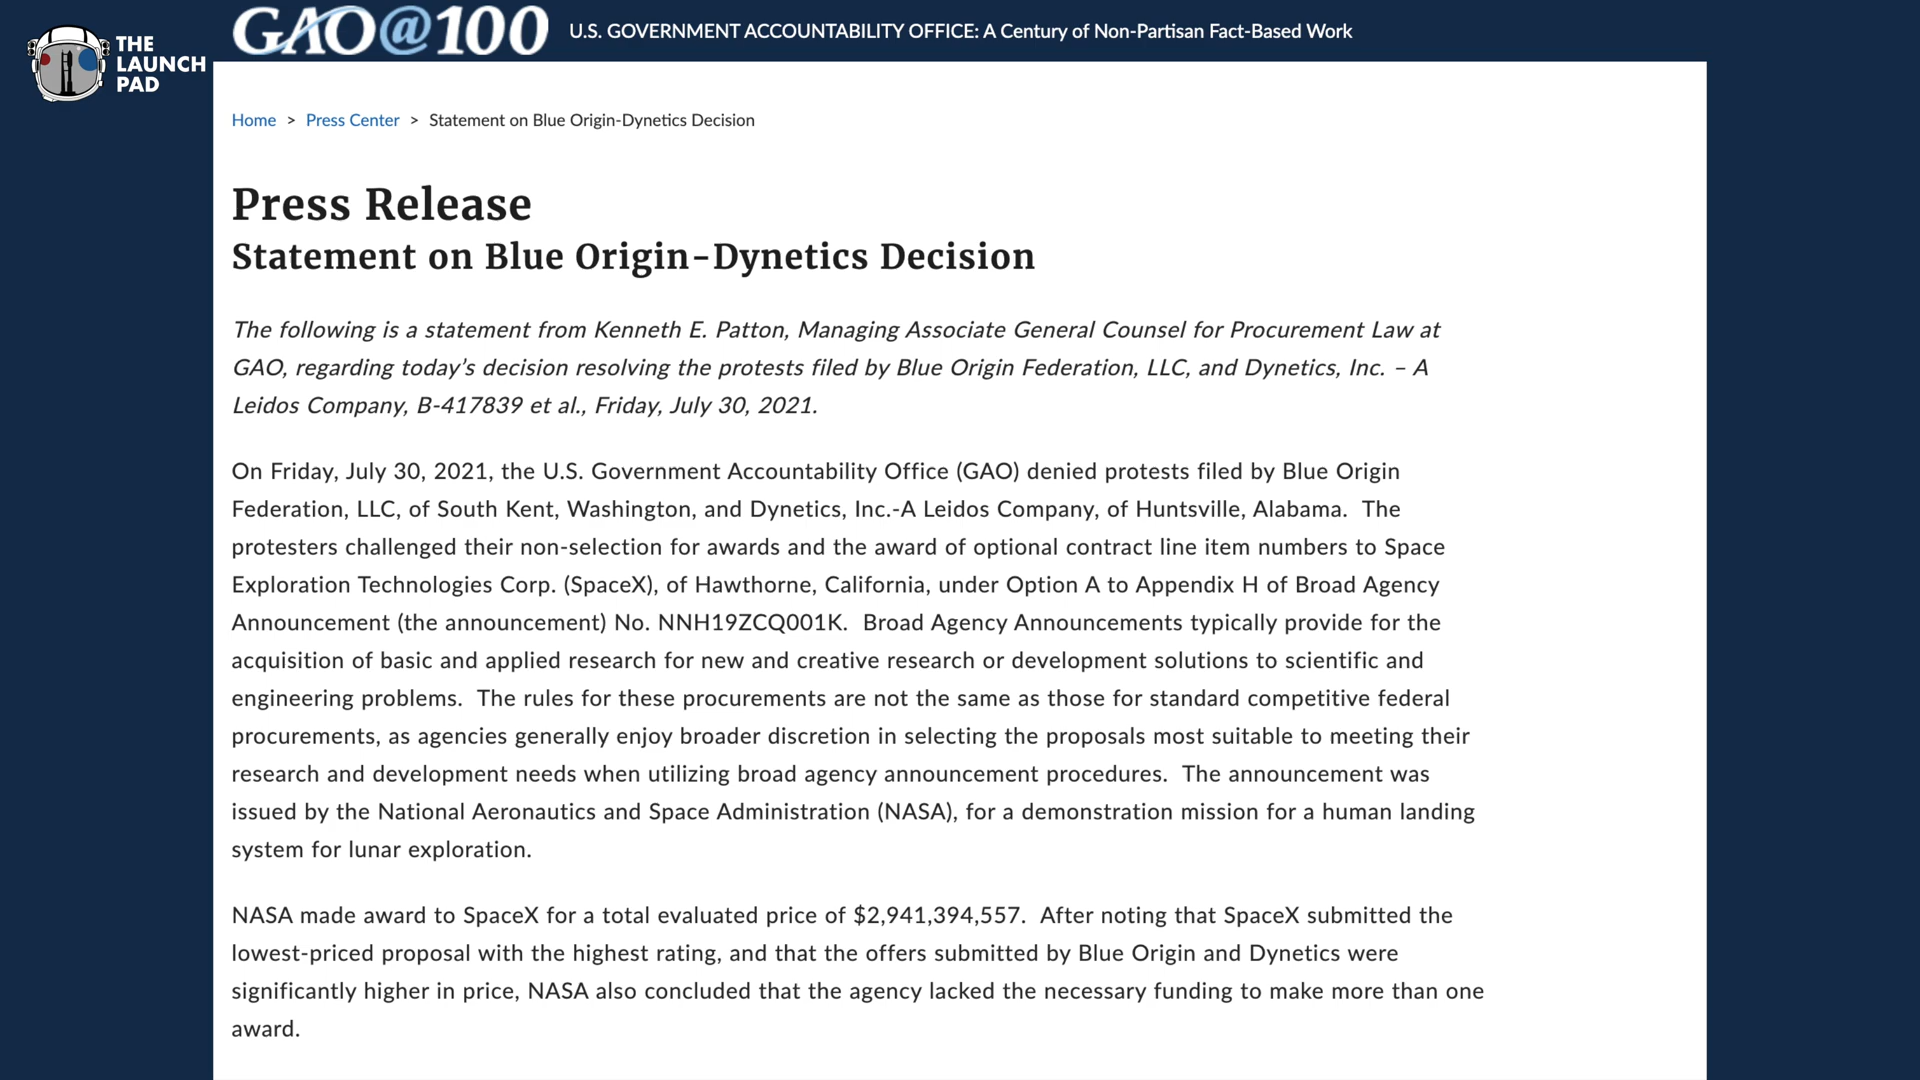 THE
LAUNCH
PAD
GAO@100
U.S. GOVERNMENT ACCOUNTABILITY OFFICE: A Century of Non-Partisan Fact-Based Work
Home > Press Center > Statement on Blue Origin-Dynetics Decision
Press Release
Statement on Blue Origin-Dynetics Decision
The following is a statement from Kenneth E. Patton, Managing Associate General Counsel for Procurement Law at
GAO, regarding today’s decision resolving the protests filed by Blue Origin Federation, LLC, and Dynetics, Inc. – A
Leidos Company, B-417839 et al., Friday, July 30, 2021.
On Friday, July 30, 2021, the U.S. Government Accountability Office (GAO) denied protests filed by Blue Origin
Federation, LLC, of South Kent, Washington, and Dynetics, Inc.-A Leidos Company, of Huntsville, Alabama.  The
protesters challenged their non-selection for awards and the award of optional contract line item numbers to Space
Exploration Technologies Corp. (SpaceX), of Hawthorne, California, under Option A to Appendix H of Broad Agency
Announcement (the announcement) No. NNH19ZCQ001K.  Broad Agency Announcements typically provide for the
acquisition of basic and applied research for new and creative research or development solutions to scientific and
engineering problems.  The rules for these procurements are not the same as those for standard competitive federal
procurements, as agencies generally enjoy broader discretion in selecting the proposals most suitable to meeting their
research and development needs when utilizing broad agency announcement procedures.  The announcement was
issued by the National Aeronautics and Space Administration (NASA), for a demonstration mission for a human landing
system for lunar exploration.
NASA made award to SpaceX for a total evaluated price of $2,941,394,557.  After noting that SpaceX submitted the
lowest-priced proposal with the highest rating, and that the offers submitted by Blue Origin and Dynetics were
significantly higher in price, NASA also concluded that the agency lacked the necessary funding to make more than one
award.